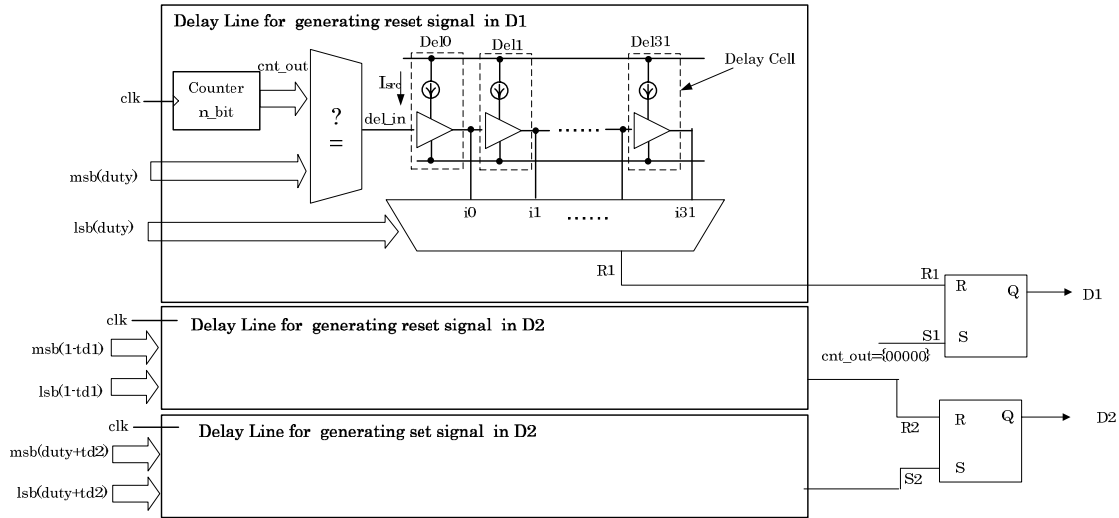 Delay Line for generating reset signal in D1
Del0
Del1
Del31
Delay Cell
cnt_out
Isrc
Counter
n_bit
clk
?
=
del_in
......
msb(duty)
lsb(duty)
i0
i1
......
i31
R1
R1
R
Q
D1
S1
S
cnt_out={00000}
clk
Delay Line for generating reset signal in D2
msb(1-td1)
lsb(1-td1)
R
Q
D2
R2
S
S2
clk
Delay Line for generating set signal in D2
msb(duty+td2)
lsb(duty+td2)